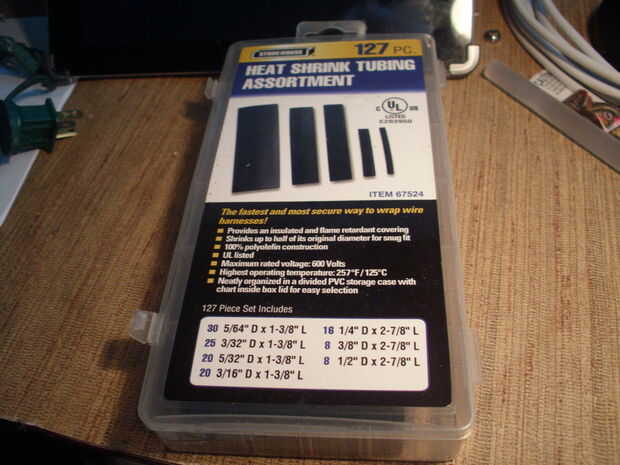 STOREHOUSE
127 PC.
HEAT SHRINK TUBING
ASSORTMENT
C UL US
LISTED
E203950
ITEM 67524
The fastest and most secure way to wrap wire
harnesses!
Provides an insulated and flame retardant covering
Shrinks up to half of its original diameter for snug fit
100% polyolefin construction
UL listed
Maximum rated voltage: 600 Volts
Highest operating temperature: 257°F/125°C
Neatly organized in a divided PVC storage case with
chart inside box lid for easy selection
127 Piece Set Includes
30 5/64" D x 1-3/8" L
25 3/32" D x 1-3/8" L
20 5/32" D x 1-3/8" L
20 3/16" D x 1-3/8" L
16 1/4" D x 2-7/8" L
8 3/8" D x 2-7/8" L
8 1/2" D x 2-7/8" L